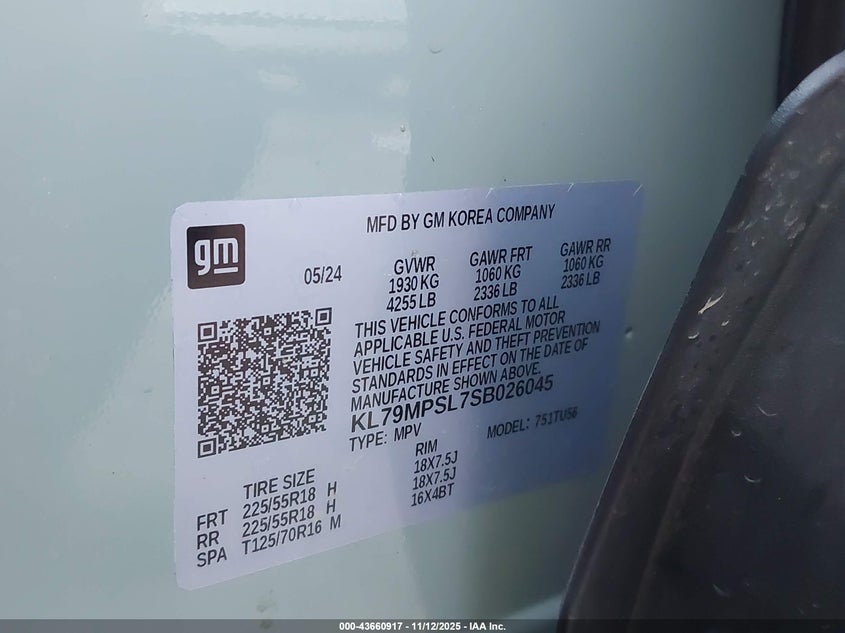 MFD BY GM KOREA COMPANY
gm
05/24
GVWR GAWR FRT GAWR RR
1930 KG 1060 KG 1060 KG
4255 LB 2336 LB 2336 LB
THIS VEHICLE CONFORMS TO ALL
APPLICABLE U.S. FEDERAL MOTOR
VEHICLE SAFETY AND THEFT PREVENTION
STANDARDS IN EFFECT ON THE DATE OF
MANUFACTURE SHOWN ABOVE.
KL79MPSL7SB026045
TYPE: MPV MODEL: 751TU56
TIRE SIZE RIM
FRT 225/55R18 H 18X7.5J
RR 225/55R18 H 18X7.5J
SPA T125/70R16 M 16X4BT
000-43660917 - 11/12/2025 - IAA Inc.